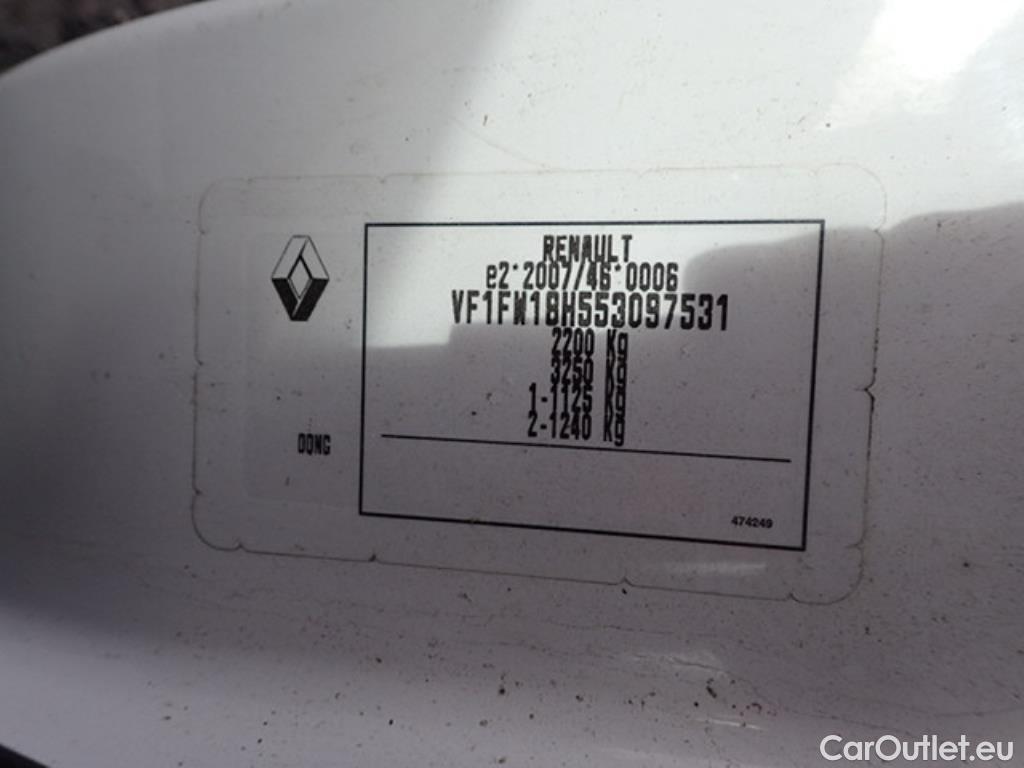 RENAULT
e2*2007/46*0006
VF1FW18H553097531
2200 Kg
3250 Kg
1-1125 Kg
2-1240 Kg
DQNG
474249
CarOutlet.eu